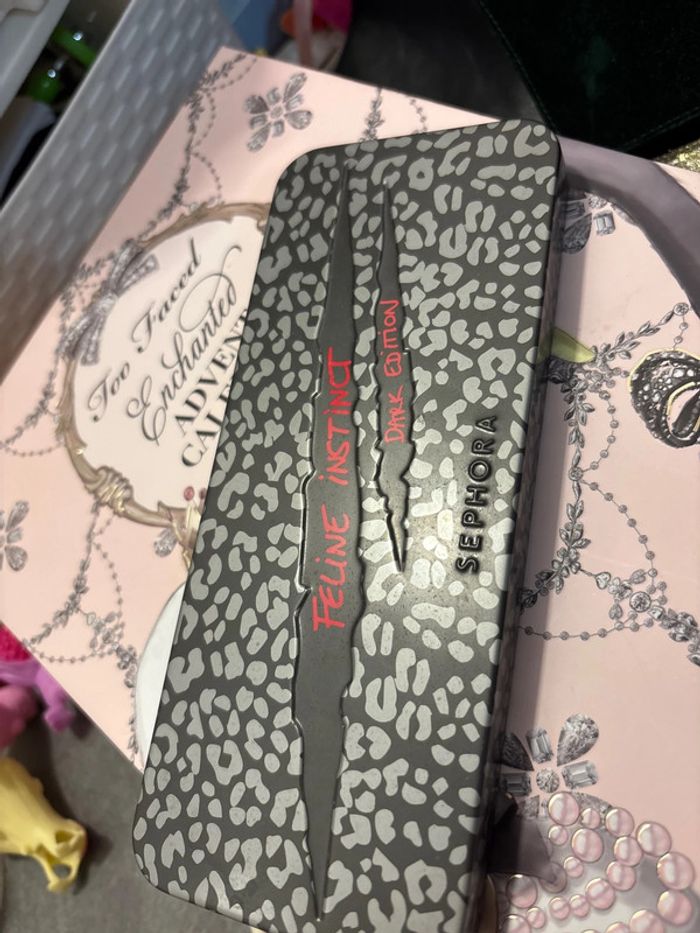 Too Faced
Enchanted
ADVENT
CAL
FELINE INSTINCT
DARK EDITION
SEPHORA